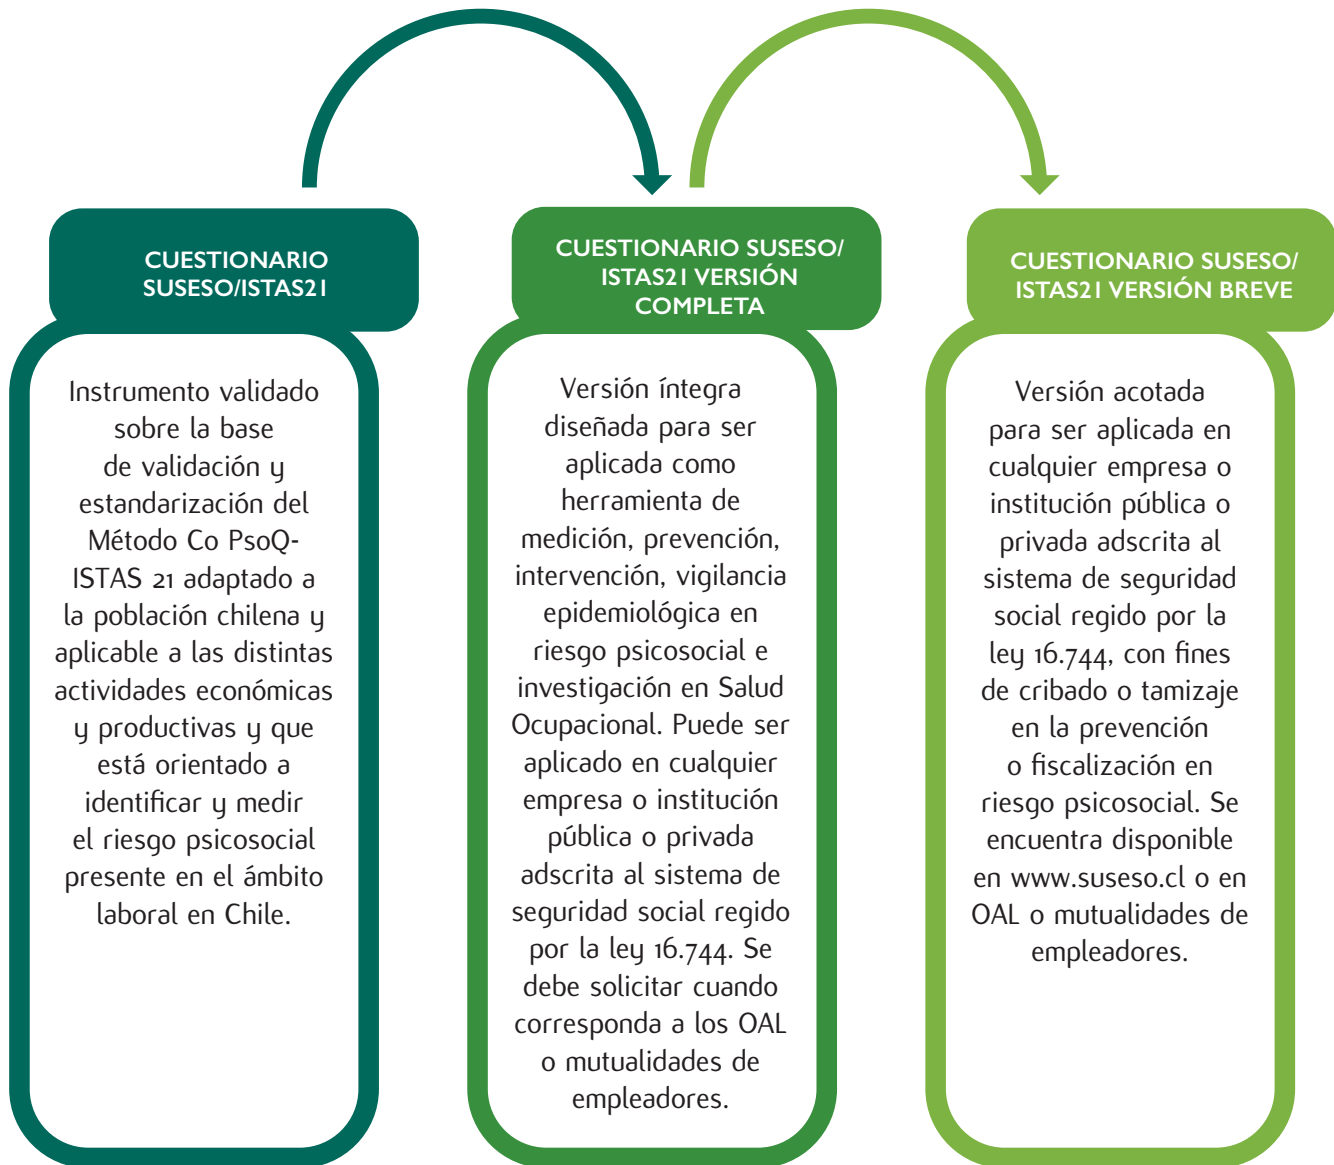 CUESTIONARIO
SUSESO/ISTAS21
Instrumento validado
sobre la base
de validación y
estandarización del
Método Co PsoQ-
ISTAS 21 adaptado a
la población chilena y
aplicable a las distintas
actividades económicas
y productivas y que
está orientado a
identificar y medir
el riesgo psicosocial
presente en el ámbito
laboral en Chile.
CUESTIONARIO SUSESO/
ISTAS21 VERSIÓN
COMPLETA
Versión íntegra
diseñada para ser
aplicada como
herramienta de
medición, prevención,
intervención, vigilancia
epidemiológica en
riesgo psicosocial e
investigación en Salud
Ocupacional. Puede ser
aplicado en cualquier
empresa o institución
pública o privada
adscrita al sistema de
seguridad social regido
por la ley 16.744. Se
debe solicitar cuando
corresponda a los OAL
o mutualidades de
empleadores.
CUESTIONARIO SUSESO/
ISTAS21 VERSIÓN BREVE
Versión acotada
para ser aplicada en
cualquier empresa o
institución pública o
privada adscrita al
sistema de seguridad
social regido por la
ley 16.744, con fines
de cribado o tamizaje
en la prevención
o fiscalización en
riesgo psicosocial. Se
encuentra disponible
en www.suseso.cl o en
OAL o mutualidades de
empleadores.